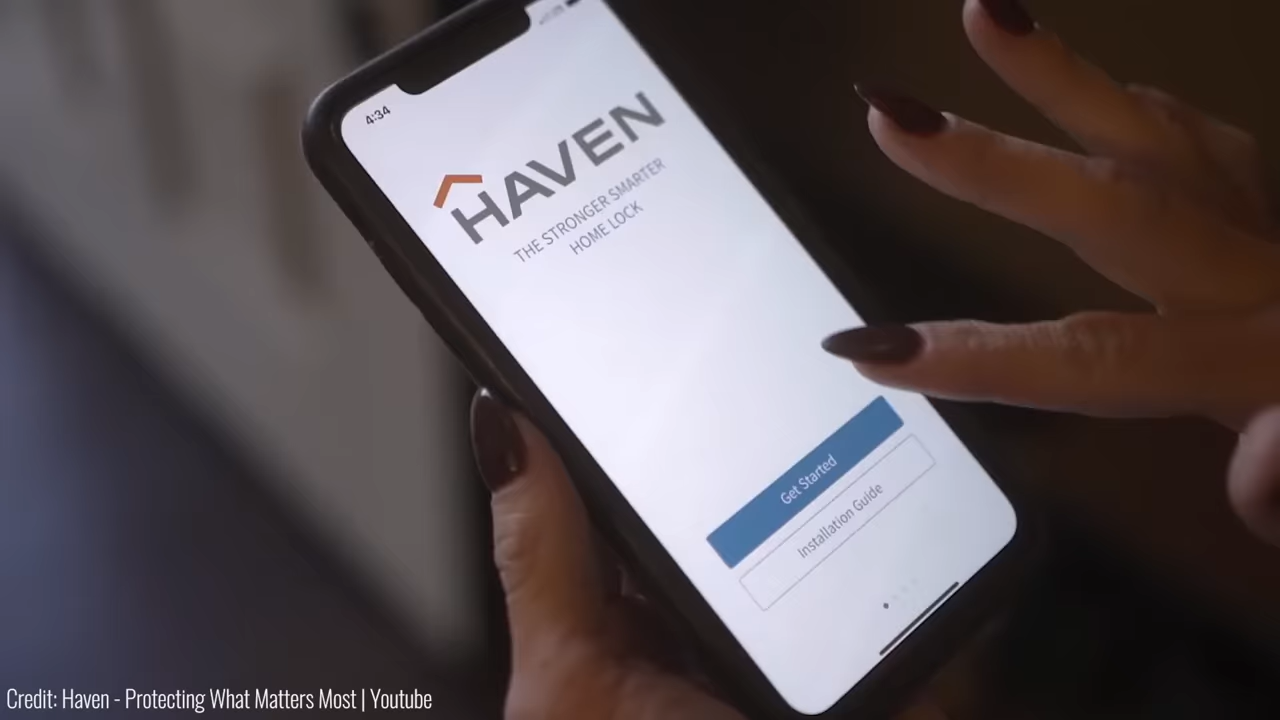 4:34
HAVEN
THE STRONGER SMARTER
HOME LOCK
Get Started
Installation Guide
Credit: Haven - Protecting What Matters Most | Youtube